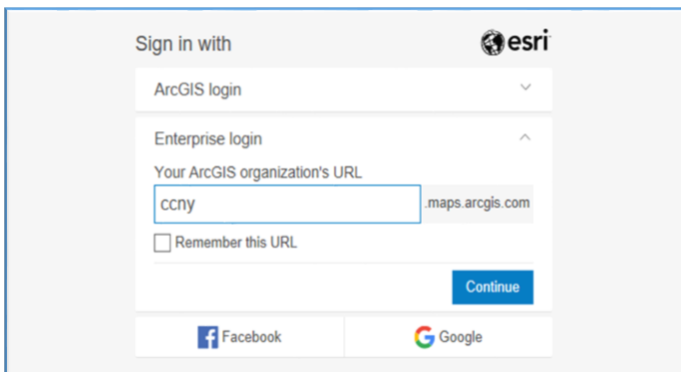 Sign in with
esri
ArcGIS login
Enterprise login
Your ArcGIS organization's URL
ccny .maps.arcgis.com
Remember this URL
Continue
Facebook Google